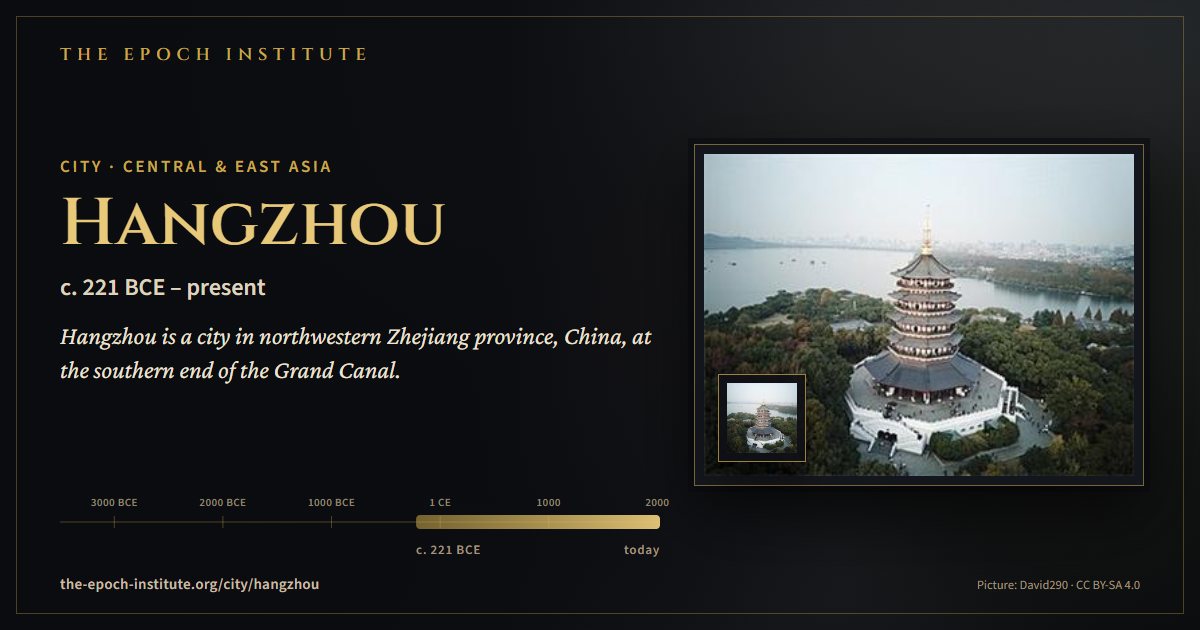 THE EPOCH INSTITUTE
CITY · CENTRAL & EAST ASIA
HANGZHOU
c. 221 BCE – present
Hangzhou is a city in northwestern Zhejiang province, China, at
the southern end of the Grand Canal.
3000 BCE 2000 BCE 1000 BCE 1 CE 1000 2000
c. 221 BCE today
the-epoch-institute.org/city/hangzhou
Picture: David290 · CC BY-SA 4.0